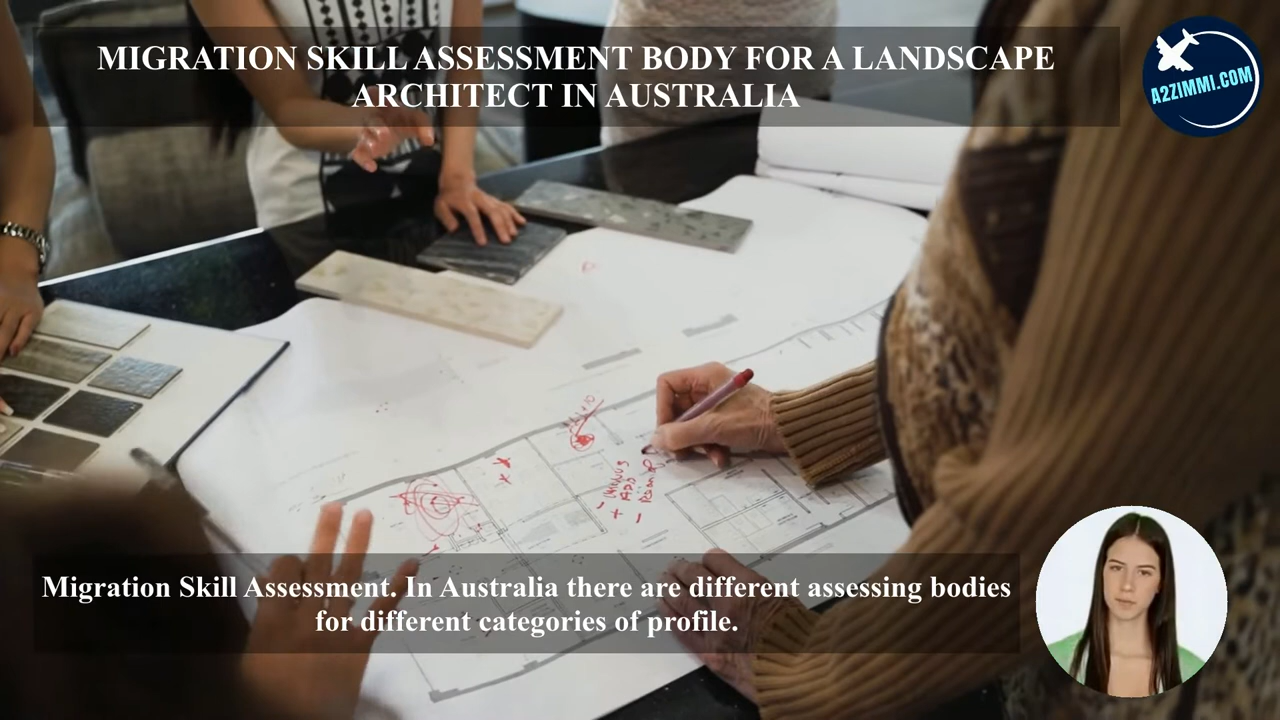 MIGRATION SKILL ASSESSMENT BODY FOR A LANDSCAPE
ARCHITECT IN AUSTRALIA
A2ZIMMI.COM
Migration Skill Assessment. In Australia there are different assessing bodies
for different categories of profile.